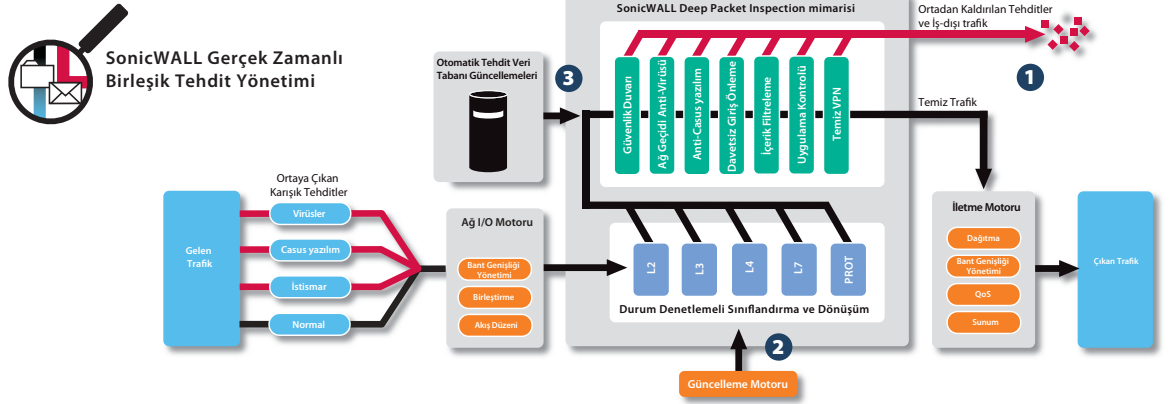 SonicWALL Gerçek Zamanlı
Birleşik Tehdit Yönetimi
SonicWALL Deep Packet Inspection mimarisi
Ortadan Kaldırılan Tehditler
ve İş-dışı trafik
1
Otomatik Tehdit Veri
Tabanı Güncellemeleri
3
Güvenlik Duvarı
Ağ Geçidi Anti-Virüsü
Anti-Casus yazılım
Davetsiz Giriş Önleme
İçerik Filtreleme
Uygulama Kontrolü
Temiz VPN
Temiz Trafik
Gelen
Trafik
Ortaya Çıkan
Karışık Tehditler
Virüsler
Casus yazılım
İstismar
Normal
Ağ I/O Motoru
Bant Genişliği
Yönetimi
Birleştirme
Akış Düzeni
L2
L3
L4
L7
PROT
Durum Denetlemeli Sınıflandırma ve Dönüşüm
2
Güncelleme Motoru
İletme Motoru
Dağıtma
Bant Genişliği
Yönetimi
QoS
Sunum
Çıkan Trafik